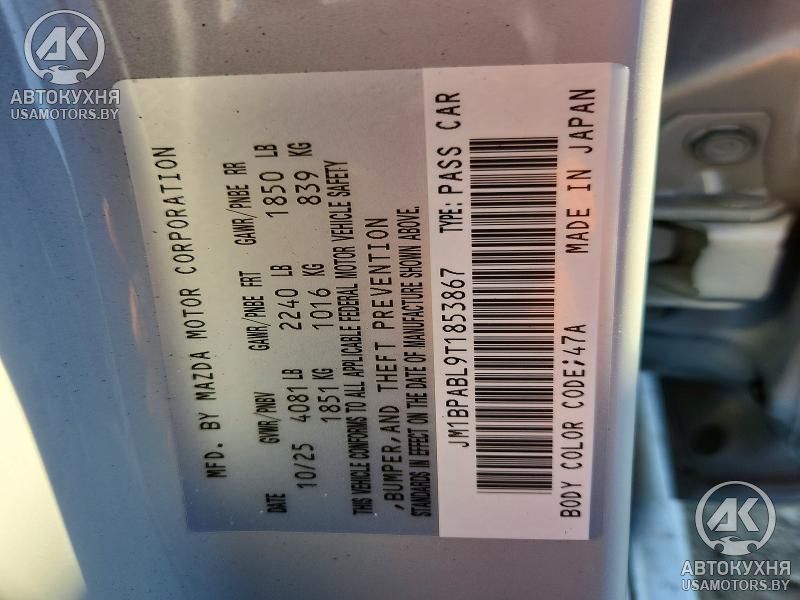 MFD. BY MAZDA MOTOR CORPORATION
DATE GVWR/PNBV GAWR/PNBE FRT GAWR/PNBE RR
10/25 4081 LB 2240 LB 1850 LB
1851 KG 1016 KG 839 KG
THIS VEHICLE CONFORMS TO ALL APPLICABLE FEDERAL MOTOR VEHICLE SAFETY
,BUMPER,AND THEFT PREVENTION
STANDARDS IN EFFECT ON THE DATE OF MANUFACTURE SHOWN ABOVE.
JM1BPABL9T1853867 TYPE: PASS CAR
BODY COLOR CODE;47A MADE IN JAPAN
АК
АВТОКУХНЯ
USAMOTORS.BY
АК
АВТОКУХНЯ
USAMOTORS.BY